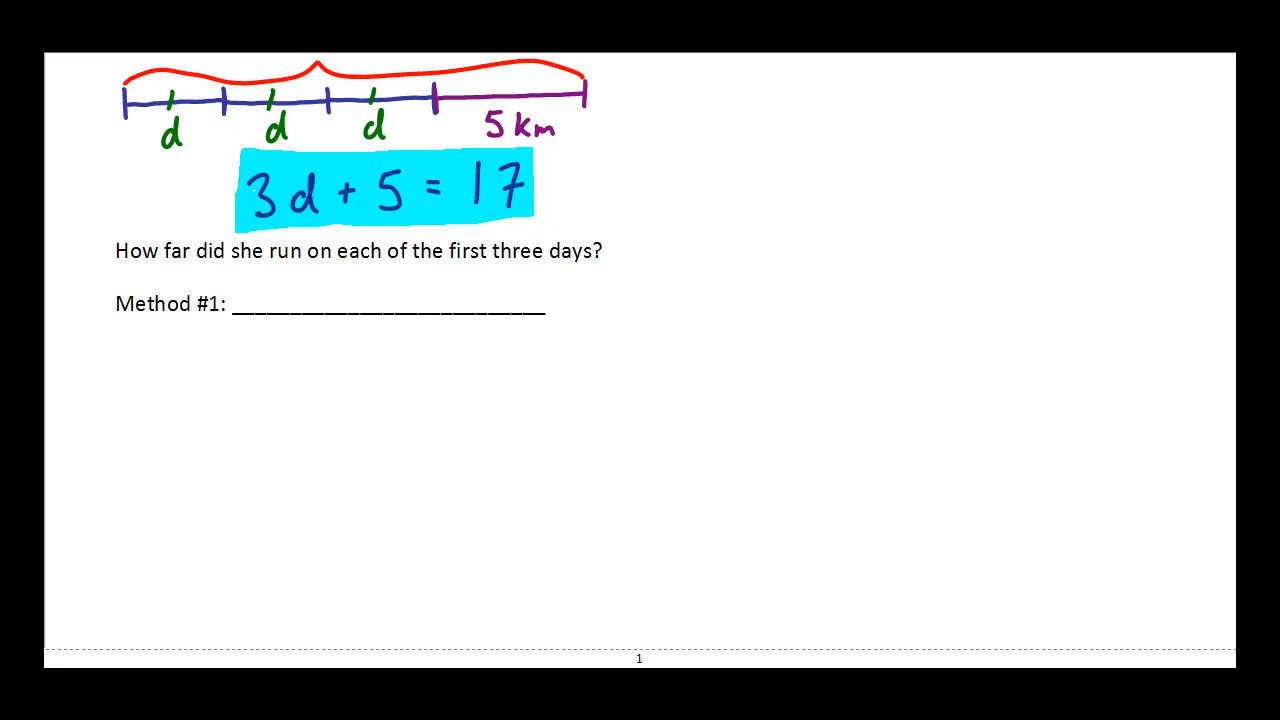 d d d 5 km
3d + 5 = 17
How far did she run on each of the first three days?
Method #1: ___________________________
1